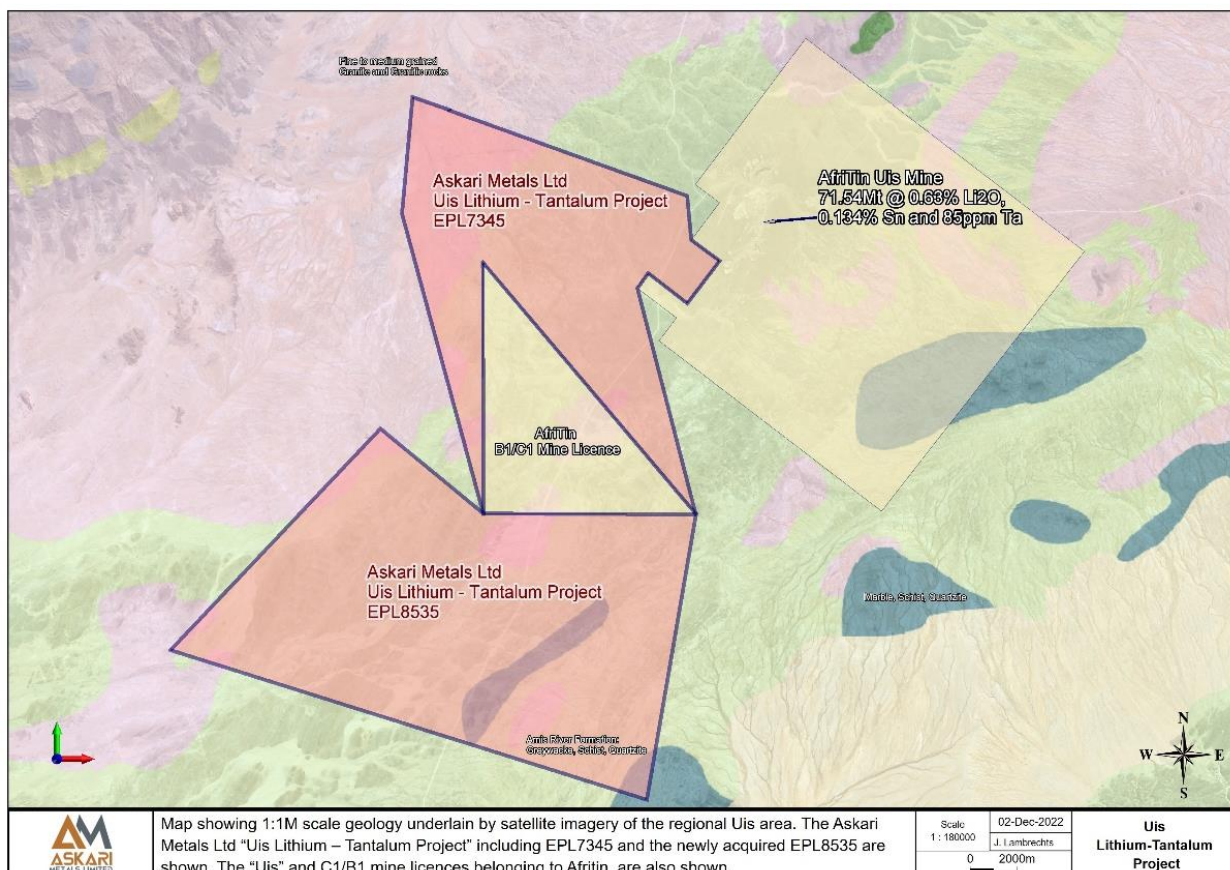 Fine to medium grained
Granite and Granitic rocks
Askari Metals Ltd
Uis Lithium - Tantalum Project
EPL7345
AfriTin Uis Mine
71.54Mt @ 0.63% Li2O,
0.134% Sn and 85ppm Ta
AfriTin
B1/C1 Mine Licence
Askari Metals Ltd
Uis Lithium - Tantalum Project
EPL8535
Marble, Schist, Quartzite
Amis River Formation:
Greywacke, Schist, Quartzite
N
W
E
S
AM
ASKARI
METALS LIMITED
Map showing 1:1M scale geology underlain by satellite imagery of the regional Uis area. The Askari
Metals Ltd “Uis Lithium – Tantalum Project” including EPL7345 and the newly acquired EPL8535 are
shown. The “Uis” and C1/B1 mine licences belonging to Afritin, are also shown
Scale
1 : 180000
02-Dec-2022
J. Lambrechts
0 2000m
Uis
Lithium-Tantalum
Project